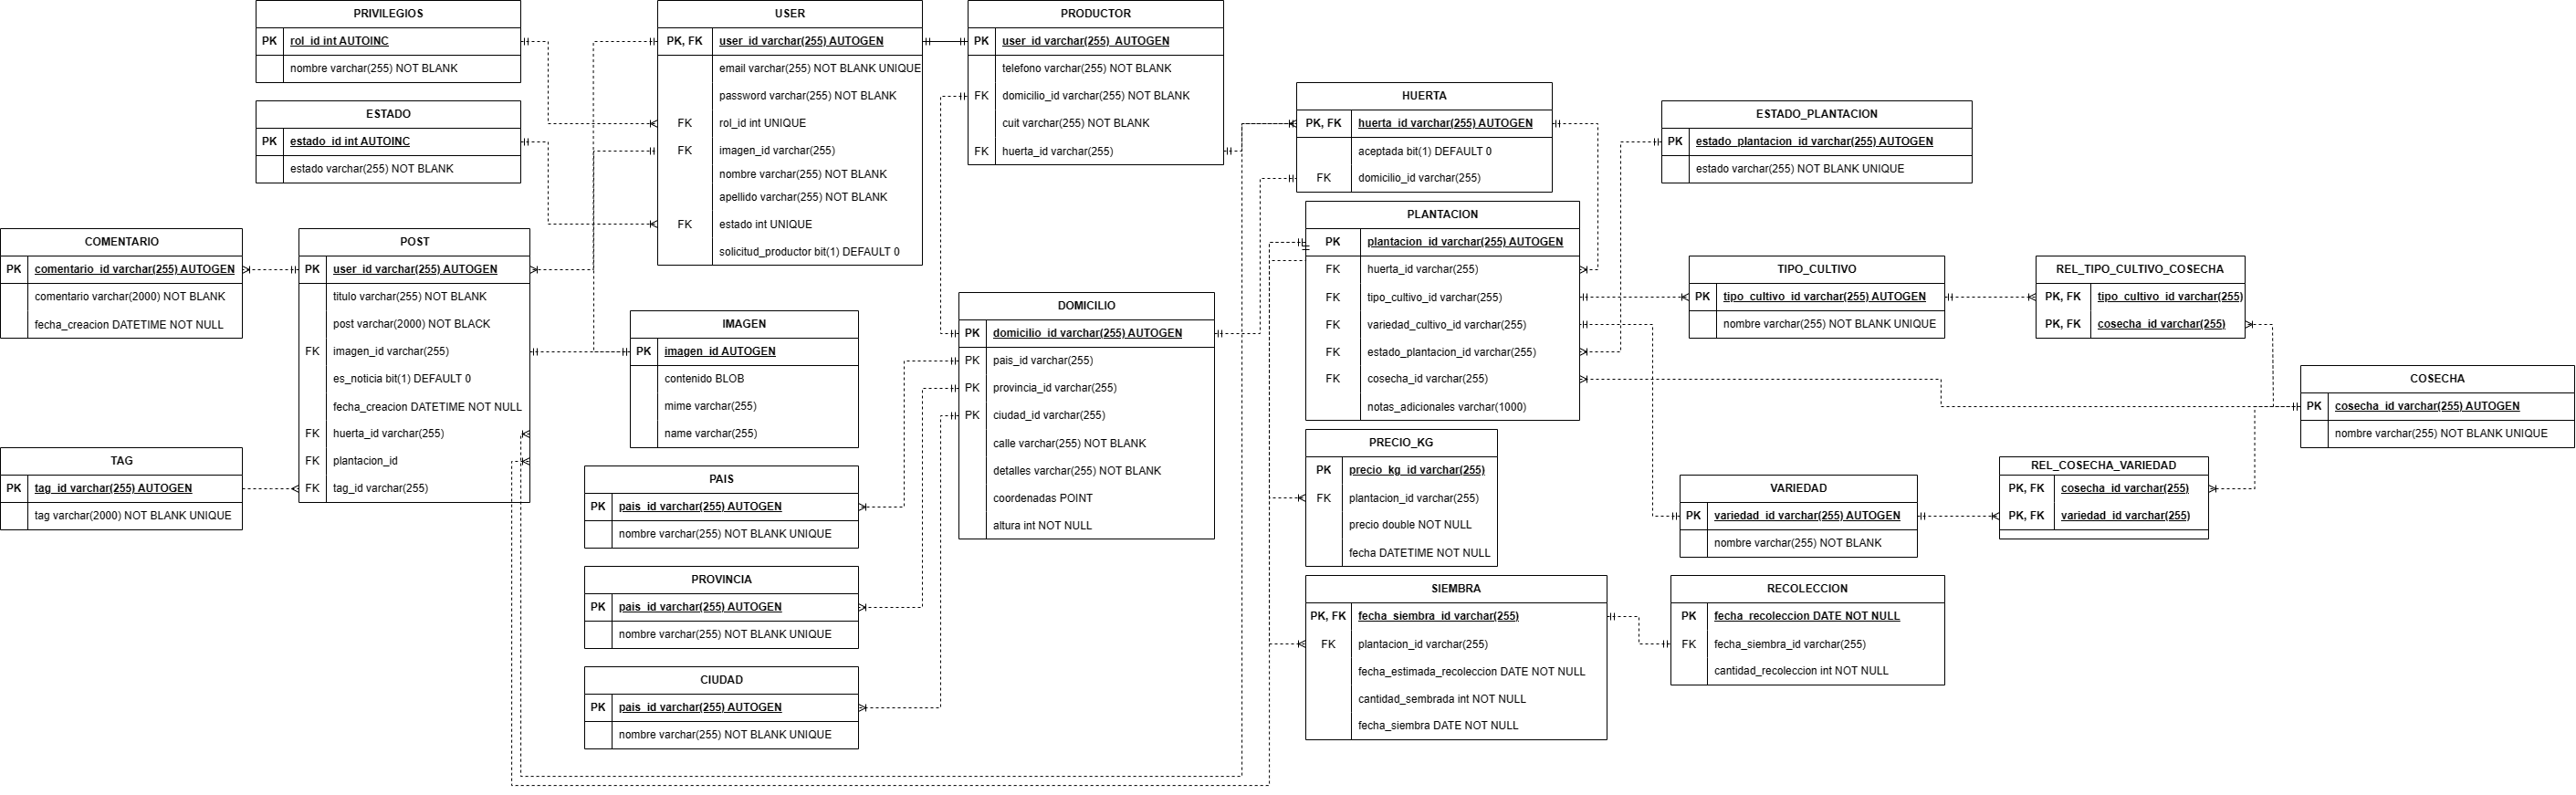 PRIVILEGIOS
PK rol_id int AUTOINC
nombre varchar(255) NOT BLANK
ESTADO
PK estado_id int AUTOINC
estado varchar(255) NOT BLANK
USER
PK, FK user_id varchar(255) AUTOGEN
email varchar(255) NOT BLANK UNIQUE
password varchar(255) NOT BLANK
FK rol_id int UNIQUE
FK imagen_id varchar(255)
nombre varchar(255) NOT BLANK
apellido varchar(255) NOT BLANK
FK estado int UNIQUE
solicitud_productor bit(1) DEFAULT 0
PRODUCTOR
PK user_id varchar(255) AUTOGEN
telefono varchar(255) NOT BLANK
FK domicilio_id varchar(255) NOT BLANK
cuit varchar(255) NOT BLANK
FK huerta_id varchar(255)
HUERTA
PK, FK huerta_id varchar(255) AUTOGEN
aceptada bit(1) DEFAULT 0
FK domicilio_id varchar(255)
ESTADO_PLANTACION
PK estado_plantacion_id varchar(255) AUTOGEN
estado varchar(255) NOT BLANK UNIQUE
COMENTARIO
PK comentario_id varchar(255) AUTOGEN
comentario varchar(2000) NOT BLANK
fecha_creacion DATETIME NOT NULL
POST
PK user_id varchar(255) AUTOGEN
titulo varchar(255) NOT BLANK
post varchar(2000) NOT BLACK
FK imagen_id varchar(255)
es_noticia bit(1) DEFAULT 0
fecha_creacion DATETIME NOT NULL
FK huerta_id varchar(255)
FK plantacion_id
FK tag_id varchar(255)
TAG
PK tag_id varchar(255) AUTOGEN
tag varchar(2000) NOT BLANK UNIQUE
IMAGEN
PK imagen_id AUTOGEN
contenido BLOB
mime varchar(255)
name varchar(255)
PAIS
PK pais_id varchar(255) AUTOGEN
nombre varchar(255) NOT BLANK UNIQUE
PROVINCIA
PK pais_id varchar(255) AUTOGEN
nombre varchar(255) NOT BLANK UNIQUE
CIUDAD
PK pais_id varchar(255) AUTOGEN
nombre varchar(255) NOT BLANK UNIQUE
DOMICILIO
PK domicilio_id varchar(255) AUTOGEN
PK pais_id varchar(255)
PK provincia_id varchar(255)
PK ciudad_id varchar(255)
calle varchar(255) NOT BLANK
detalles varchar(255) NOT BLANK
coordenadas POINT
altura int NOT NULL
PLANTACION
PK plantacion_id varchar(255) AUTOGEN
FK huerta_id varchar(255)
FK tipo_cultivo_id varchar(255)
FK variedad_cultivo_id varchar(255)
FK estado_plantacion_id varchar(255)
FK cosecha_id varchar(255)
notas_adicionales varchar(1000)
PRECIO_KG
PK precio_kg_id varchar(255)
FK plantacion_id varchar(255)
precio double NOT NULL
fecha DATETIME NOT NULL
SIEMBRA
PK, FK fecha_siembra_id varchar(255)
FK plantacion_id varchar(255)
fecha_estimada_recoleccion DATE NOT NULL
cantidad_sembrada int NOT NULL
fecha_siembra DATE NOT NULL
TIPO_CULTIVO
PK tipo_cultivo_id varchar(255) AUTOGEN
nombre varchar(255) NOT BLANK UNIQUE
REL_TIPO_CULTIVO_COSECHA
PK, FK tipo_cultivo_id varchar(255)
PK, FK cosecha_id varchar(255)
COSECHA
PK cosecha_id varchar(255) AUTOGEN
nombre varchar(255) NOT BLANK UNIQUE
VARIEDAD
PK variedad_id varchar(255) AUTOGEN
nombre varchar(255) NOT BLANK
REL_COSECHA_VARIEDAD
PK, FK cosecha_id varchar(255)
PK, FK variedad_id varchar(255)
RECOLECCION
PK fecha_recoleccion DATE NOT NULL
FK fecha_siembra_id varchar(255)
cantidad_recoleccion int NOT NULL